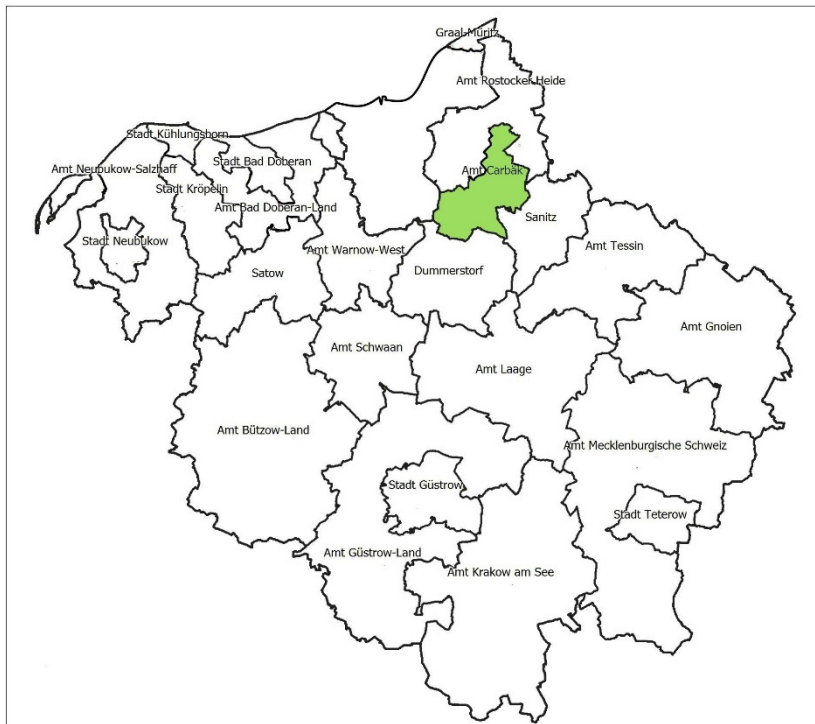 Graal-Müritz
Amt Rostocker Heide
Stadt Kühlungsborn
Stadt Bad Doberan
Amt Neubukow-Salzhaff
Amt Carbäk
Stadt Kröpelin
Amt Bad Doberan-Land
Sanitz
Stadt Neubukow
Amt Warnow-West
Amt Tessin
Satow
Dummerstorf
Amt Gnoien
Amt Schwaan
Amt Laage
Amt Bützow-Land
Amt Mecklenburgische Schweiz
Stadt Güstrow
Stadt Teterow
Amt Güstrow-Land
Amt Krakow am See